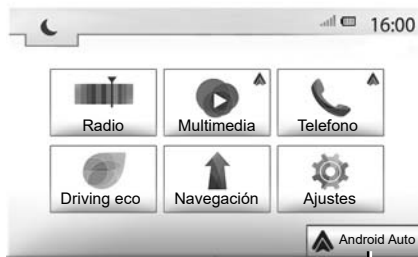 16:00
Radio
Multimedia
Telefono
Driving eco
Navegación
Ajustes
Android Auto